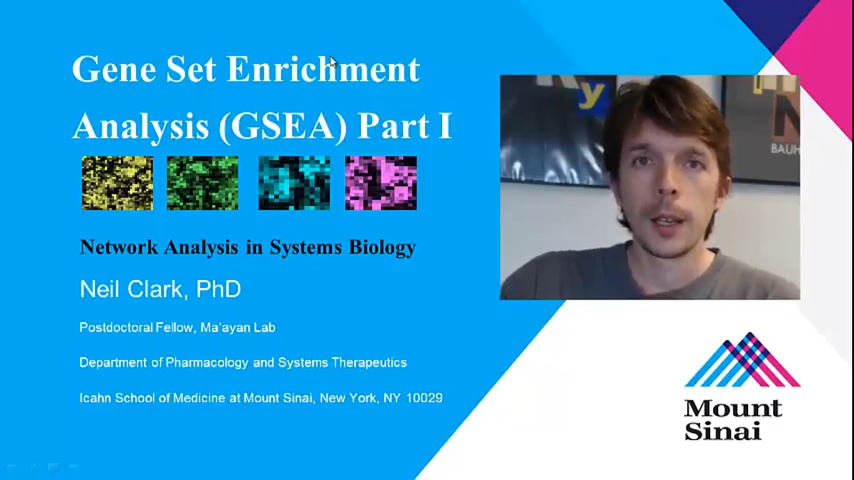 Gene Set Enrichment
Analysis (GSEA) Part I
Network Analysis in Systems Biology
Neil Clark, PhD
Postdoctoral Fellow, Ma'ayan Lab
Department of Pharmacology and Systems Therapeutics
Icahn School of Medicine at Mount Sinai, New York, NY 10029
y
BAUH
Mount
Sinai